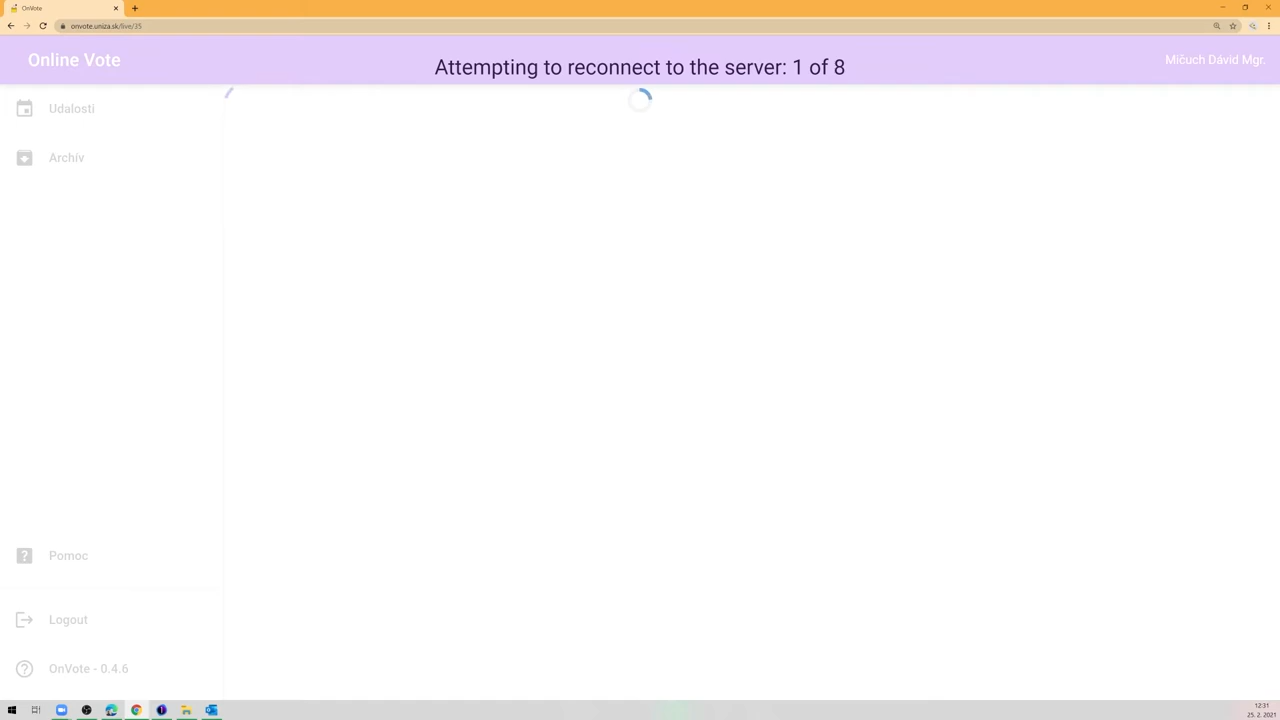 OnVote
onvote.uniza.sk/live/35
Online Vote
Attempting to reconnect to the server: 1 of 8
Mičuch Dávid Mgr.
Udalosti
Archív
Pomoc
Logout
OnVote - 0.4.6
12:31
25. 2. 2021